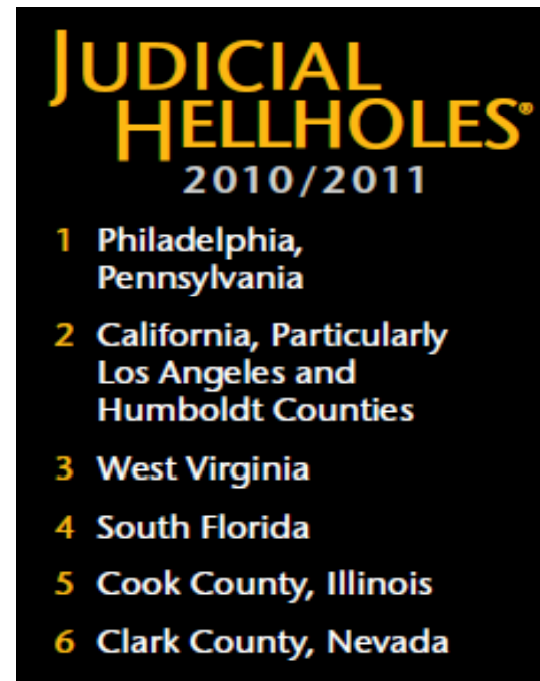 JUDICIAL
HELLHOLES®
2010/2011
1 Philadelphia,
Pennsylvania
2 California, Particularly
Los Angeles and
Humboldt Counties
3 West Virginia
4 South Florida
5 Cook County, Illinois
6 Clark County, Nevada